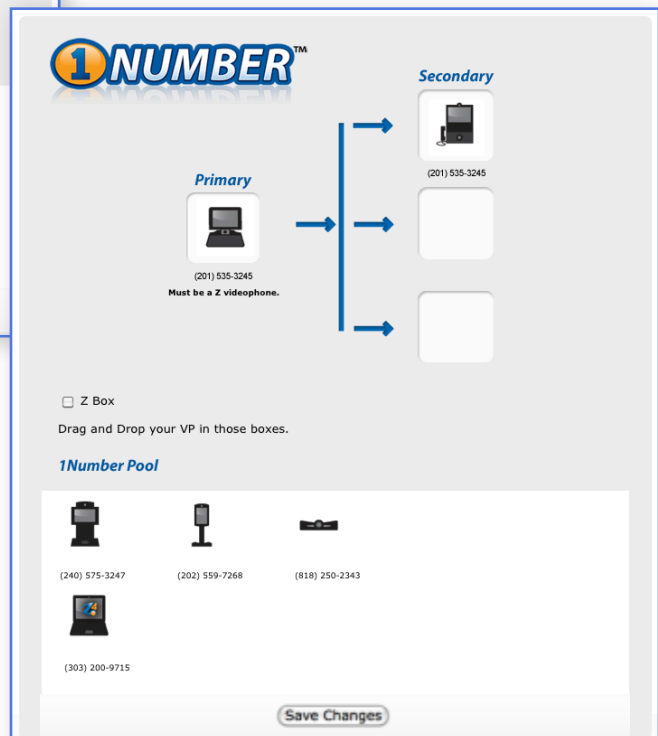 1NUMBER™
Secondary
(201) 535-3245
Primary
(201) 535-3245
Must be a Z videophone.
Z Box
Drag and Drop your VP in those boxes.
1Number Pool
(240) 575-3247
(202) 559-7268
(818) 250-2343
(303) 200-9715
Save Changes